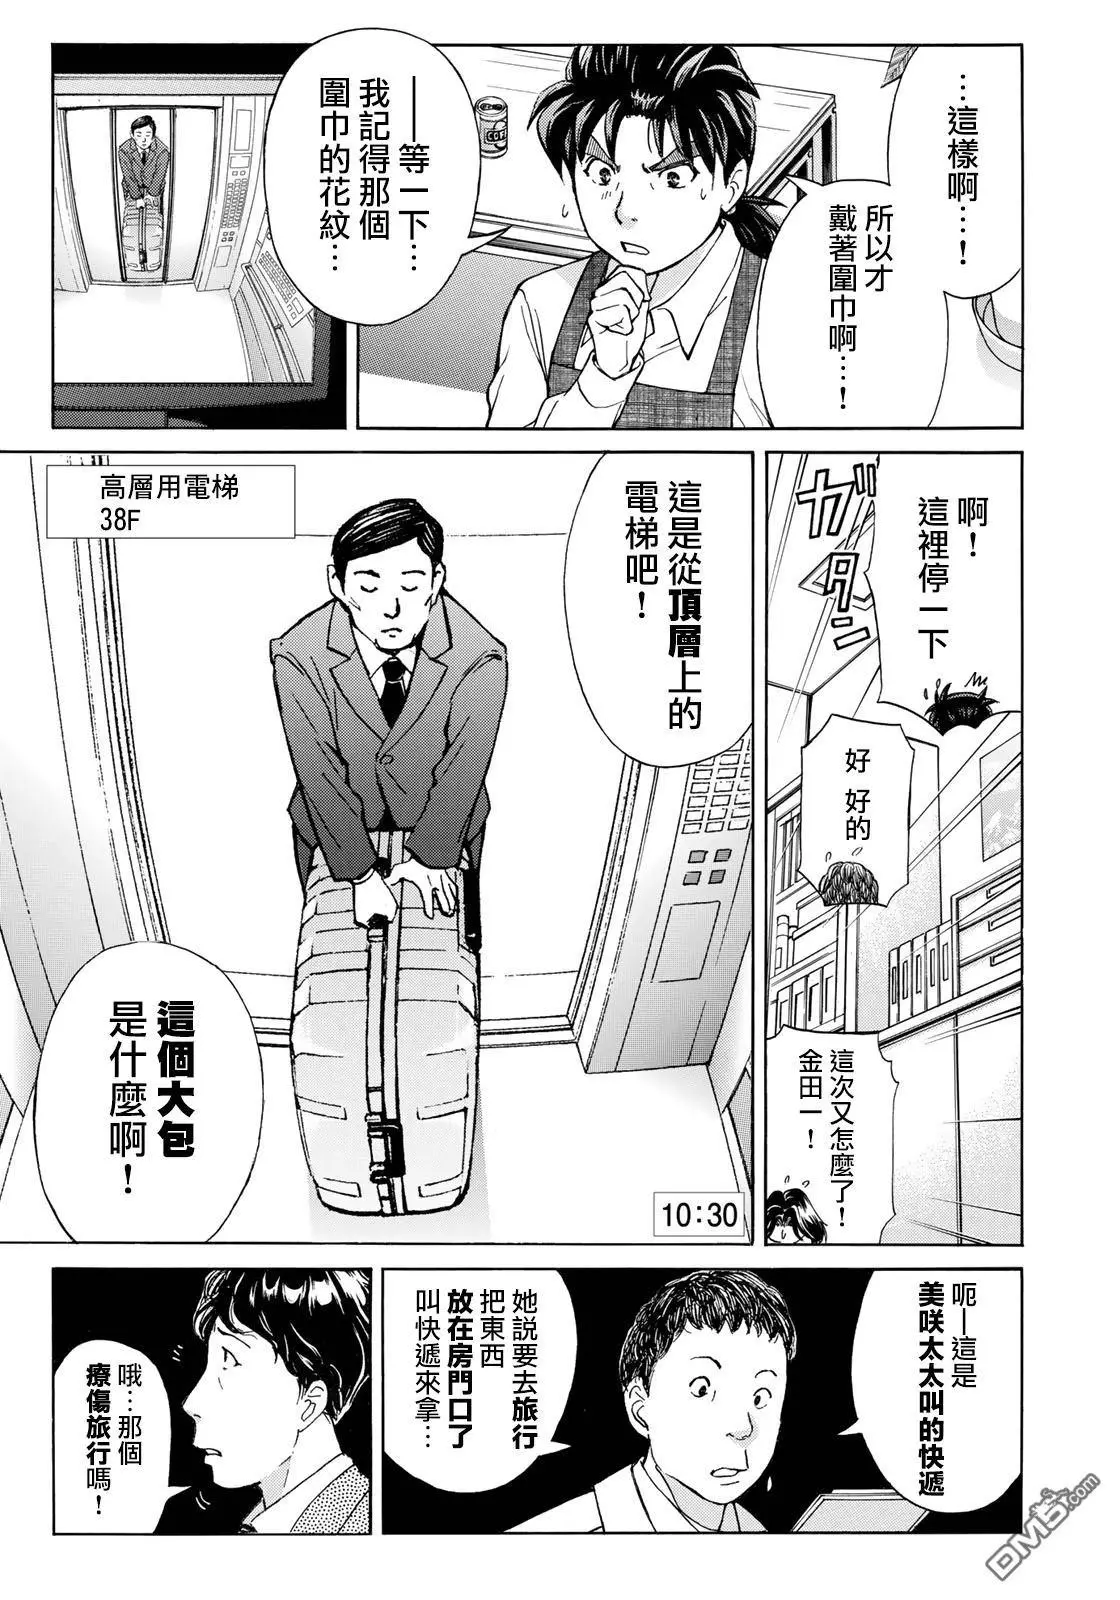 …這樣啊…！
所以才
戴著圍巾啊…！
——等一下…
我記得那個
圍巾的花紋…
COF
啊！
這裡停一下
ガタン
好 好的
這次又怎麼了！
金田一！
高層用電梯
38F
這是從頂層上的
電梯吧！
這個大包
是什麼啊！
10:30
呃—這是
美咲太太叫的快遞
她說要去旅行
把東西
放在房門口了
叫快遞來拿…
哦…那個
療傷旅行嗎！
DM5.com